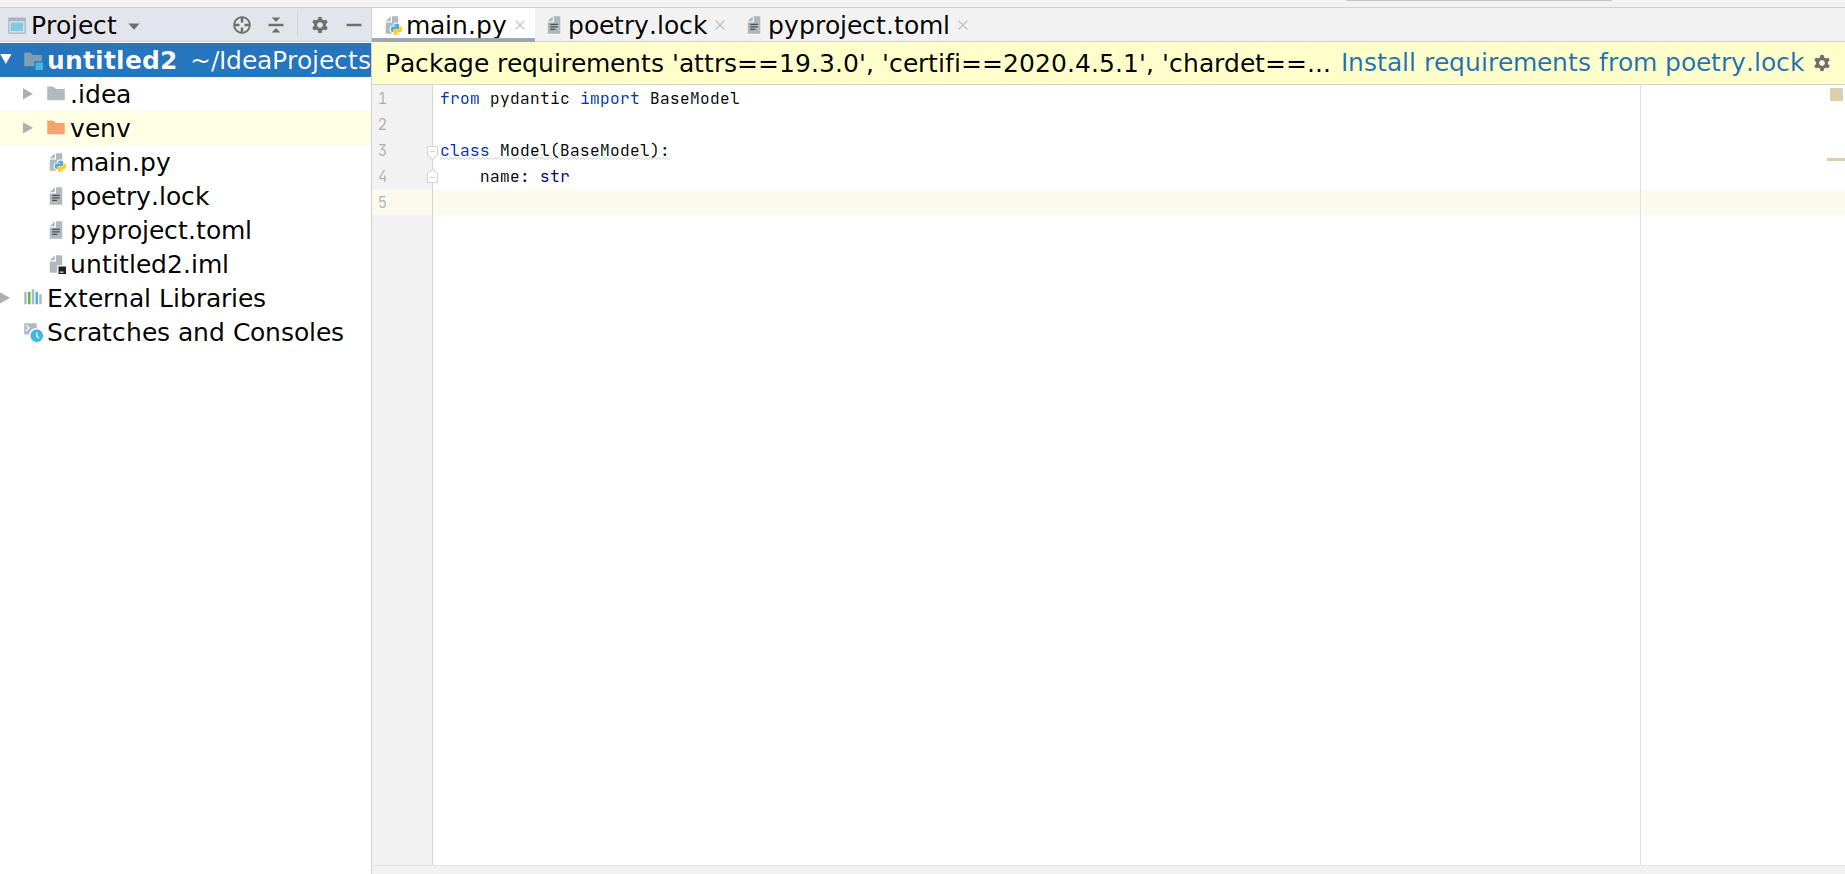 Project
main.py
poetry.lock
pyproject.toml
untitled2 ~/IdeaProjects
.idea
venv
main.py
poetry.lock
pyproject.toml
untitled2.iml
External Libraries
Scratches and Consoles
Package requirements 'attrs==19.3.0', 'certifi==2020.4.5.1', 'chardet==... Install requirements from poetry.lock
1 from pydantic import BaseModel
2
3 class Model(BaseModel):
4     name: str
5